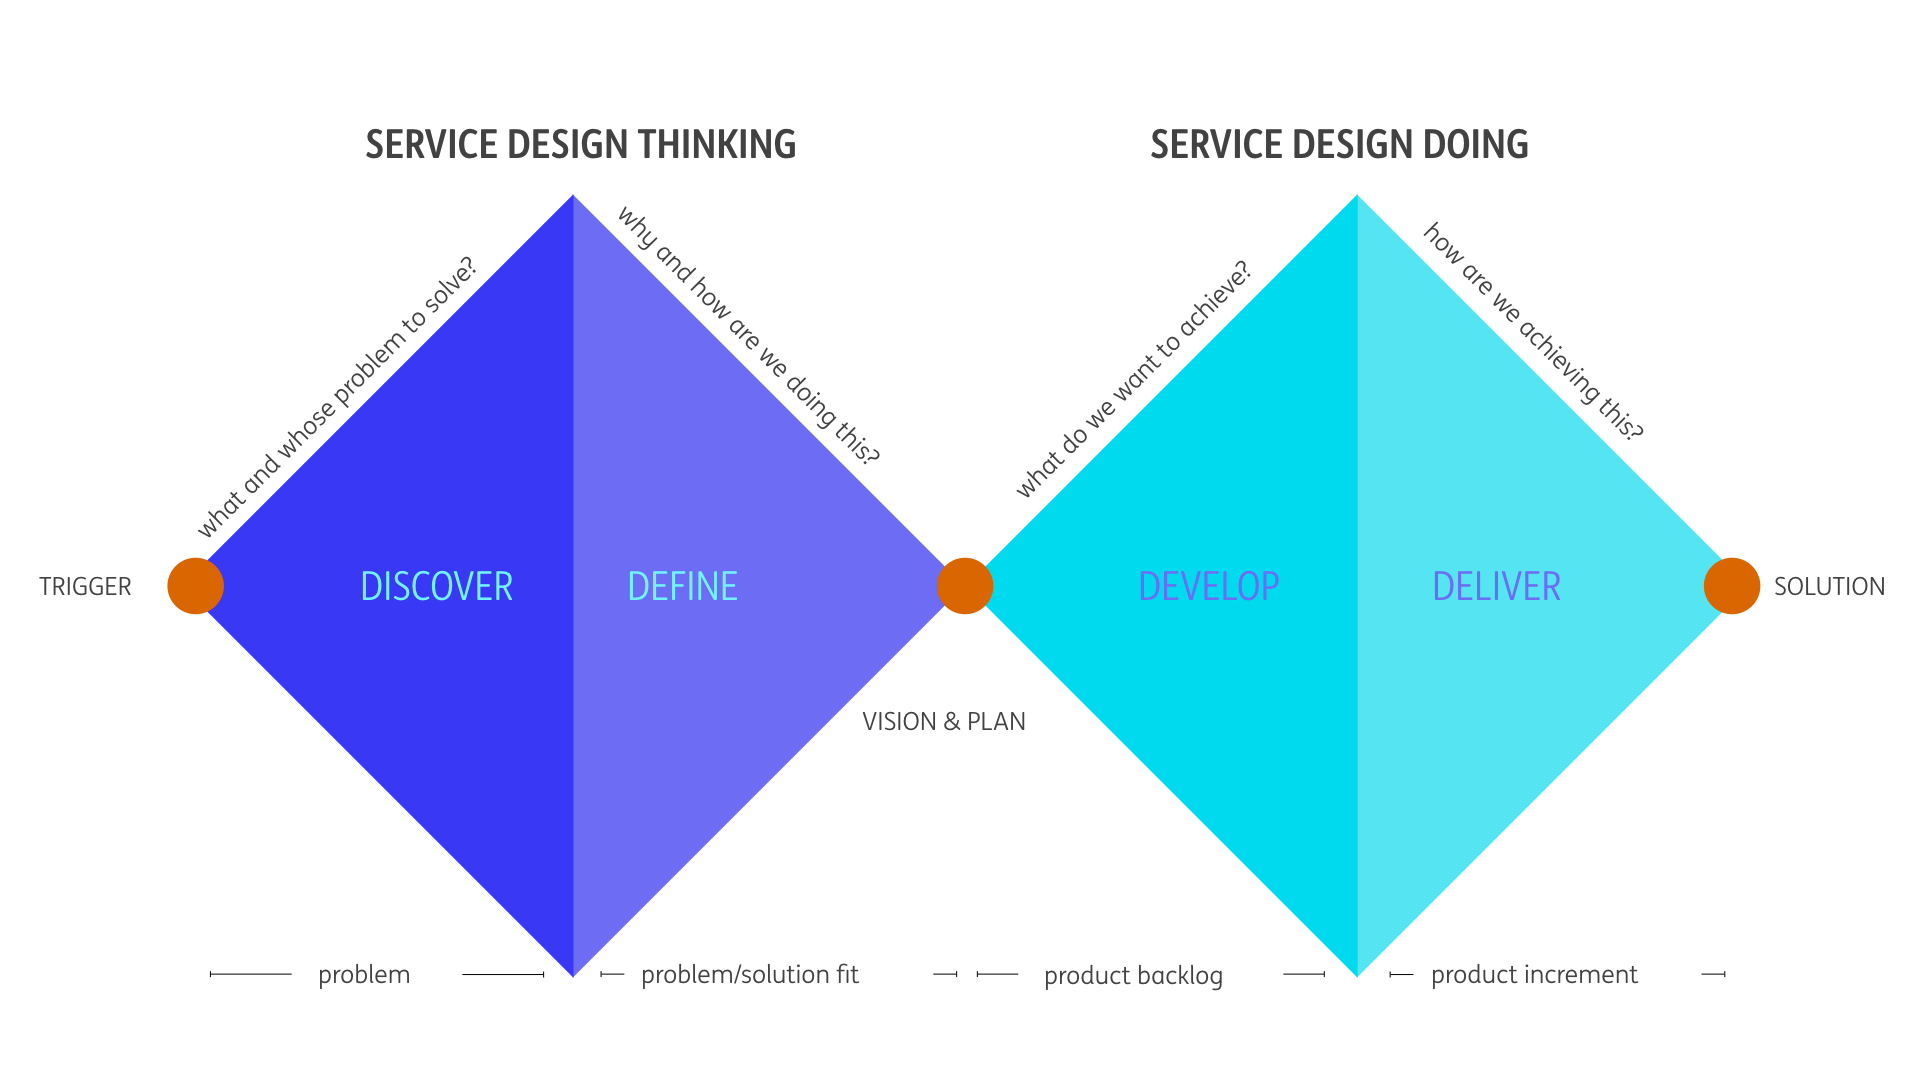 SERVICE DESIGN THINKING
SERVICE DESIGN DOING
what and whose problem to solve?
why and how are we doing this?
what do we want to achieve?
how are we achieving this?
TRIGGER
DISCOVER
DEFINE
DEVELOP
DELIVER
SOLUTION
VISION & PLAN
problem
problem/solution fit
product backlog
product increment